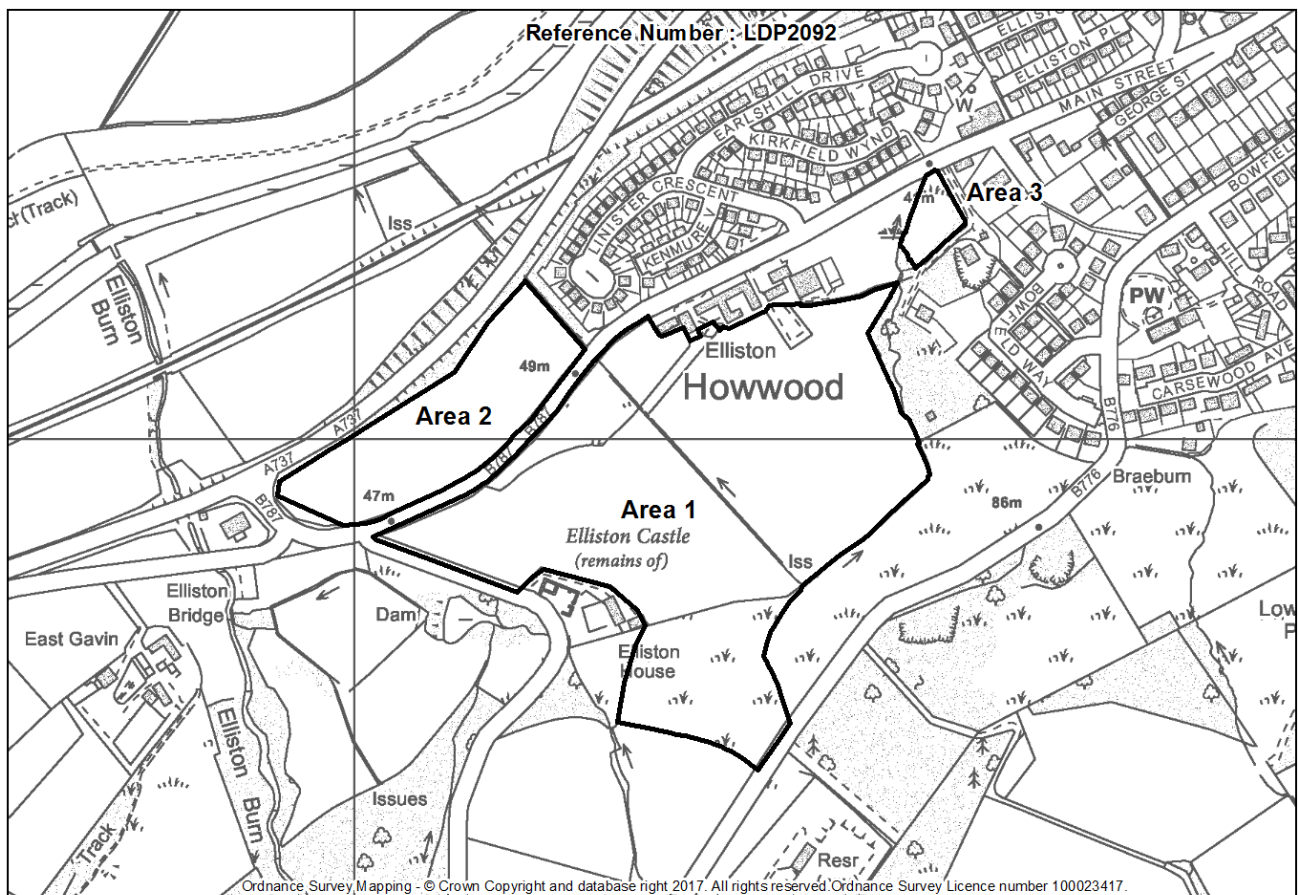 Reference Number : LDP2092
ELLISTON
ELLISTON PL
MAIN STREET
GEORGE ST
EARLSHILL DRIVE
W
KIRKFIELD WYND
LINISTER CRESCENT
KENMURE
BOWFIELD
Area 3
(Track)
Iss
Elliston
Burn
HILL ROAD
PW
BOWFIELD WAY
CARSEWOOD AVE
B776
Elliston
Howwood
49m
Area 2
A737
A737
B787
B787
B787
47m
Area 1
Elliston Castle
(remains of)
Iss
86m
B776
Braeburn
Elliston
Bridge
Dam
East Gavin
Elliston
House
Elliston
Burn
Issues
Track
Resr
Ordnance Survey Mapping - © Crown Copyright and database right 2017. All rights reserved.Ordnance Survey Licence number 100023417.